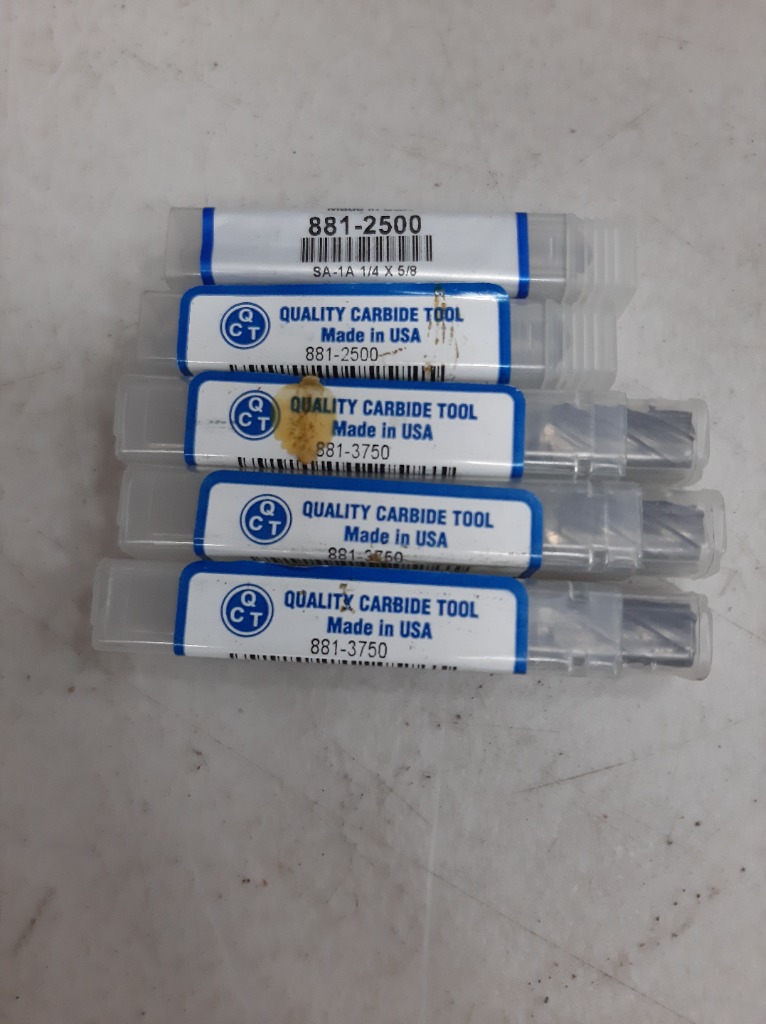 881-2500
SA-1A 1/4 X 5/8
QCT
QUALITY CARBIDE TOOL
Made in USA
881-2500
QCT
QUALITY CARBIDE TOOL
Made in USA
881-3750
QCT
QUALITY CARBIDE TOOL
Made in USA
881-3750
QCT
QUALITY CARBIDE TOOL
Made in USA
881-3750